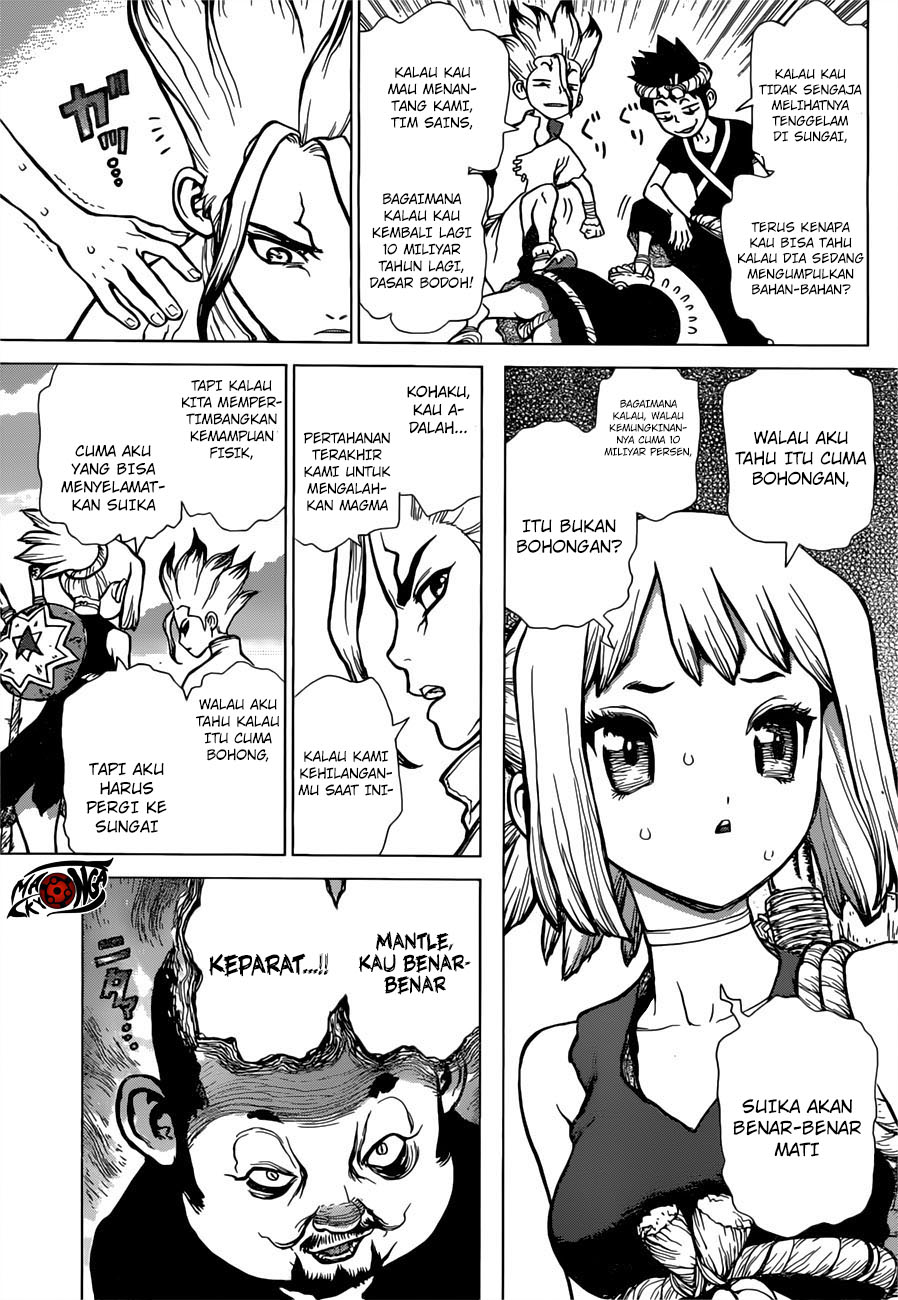 KALAU KAU
TIDAK SENGAJA
MELIHATNYA
TENGGELAM
DI SUNGAI,
TERUS KENAPA
KAU BISA TAHU
KALAU DIA SEDANG
MENGUMPULKAN
BAHAN-BAHAN?
KALAU KAU
MAU MENAN-
TANG KAMI,
TIM SAINS,
BAGAIMANA
KALAU KAU
KEMBALI LAGI
10 MILIYAR
TAHUN LAGI,
DASAR BODOH!
ガッ...
WALAU AKU
TAHU ITU CUMA
BOHONGAN,
BAGAIMANA
KALAU, WALAU
KEMUNGKINAN-
NYA CUMA 10
MILIYAR PERSEN,
ITU BUKAN
BOHONGAN?
SUIKA AKAN
BENAR-BENAR
MATI
KOHAKU,
KAU A-
DALAH...
PERTAHANAN
TERAKHIR
KAMI UNTUK
MENGALAH-
KAN MAGMA
KALAU KAMI
KEHILANGAN-
MU SAAT INI-
TAPI KALAU
KITA MEMPER-
TIMBANGKAN
KEMAMPUAN
FISIK,
CUMA AKU
YANG BISA
MENYELAMAT-
KAN SUIKA
WALAU AKU
TAHU KALAU
ITU CUMA
BOHONG,
TAPI AKU
HARUS
PERGI KE
SUNGAI
MANTLE,
KAU BENAR-
BENAR
KEPARAT...!!
ニタァ...